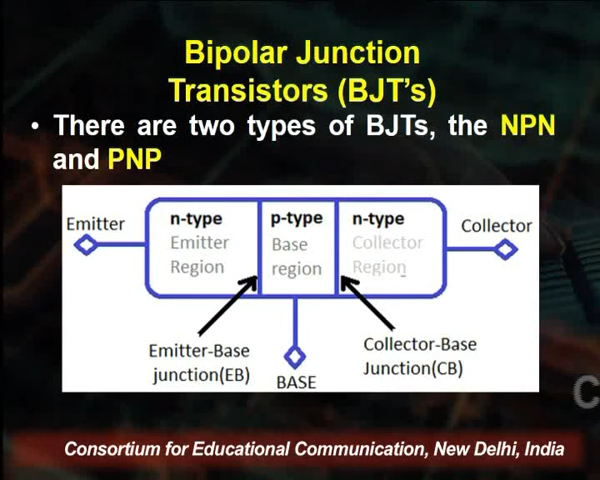 Bipolar Junction
Transistors (BJT's)
• There are two types of BJTs, the NPN
and PNP
Emitter
n-type
Emitter
Region
p-type
Base
region
n-type
Collector
Region
Collector
Emitter-Base
junction(EB)
BASE
Collector-Base
Junction(CB)
C
Consortium for Educational Communication, New Delhi, India